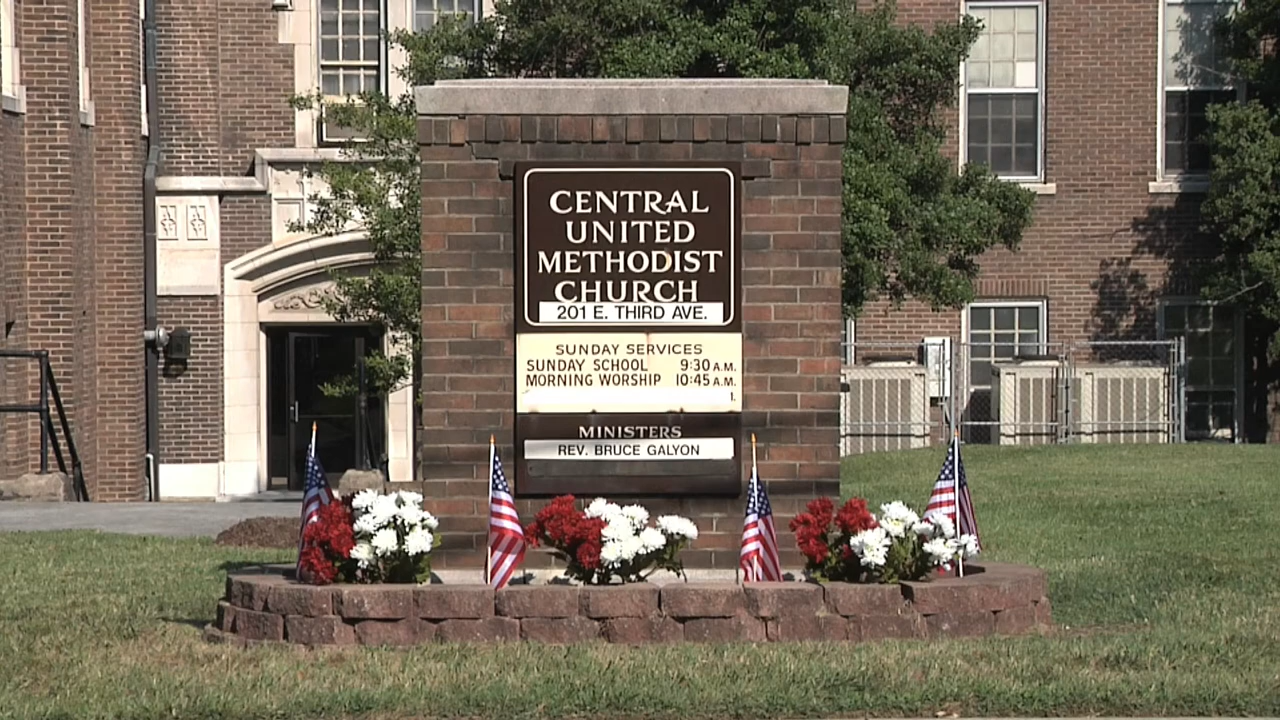 CENTRAL
UNITED
METHODIST
CHURCH
201 E. THIRD AVE.
SUNDAY SERVICES
SUNDAY SCHOOL 9:30 A.M.
MORNING WORSHIP 10:45 A.M.
1.
MINISTERS
REV. BRUCE GALYON